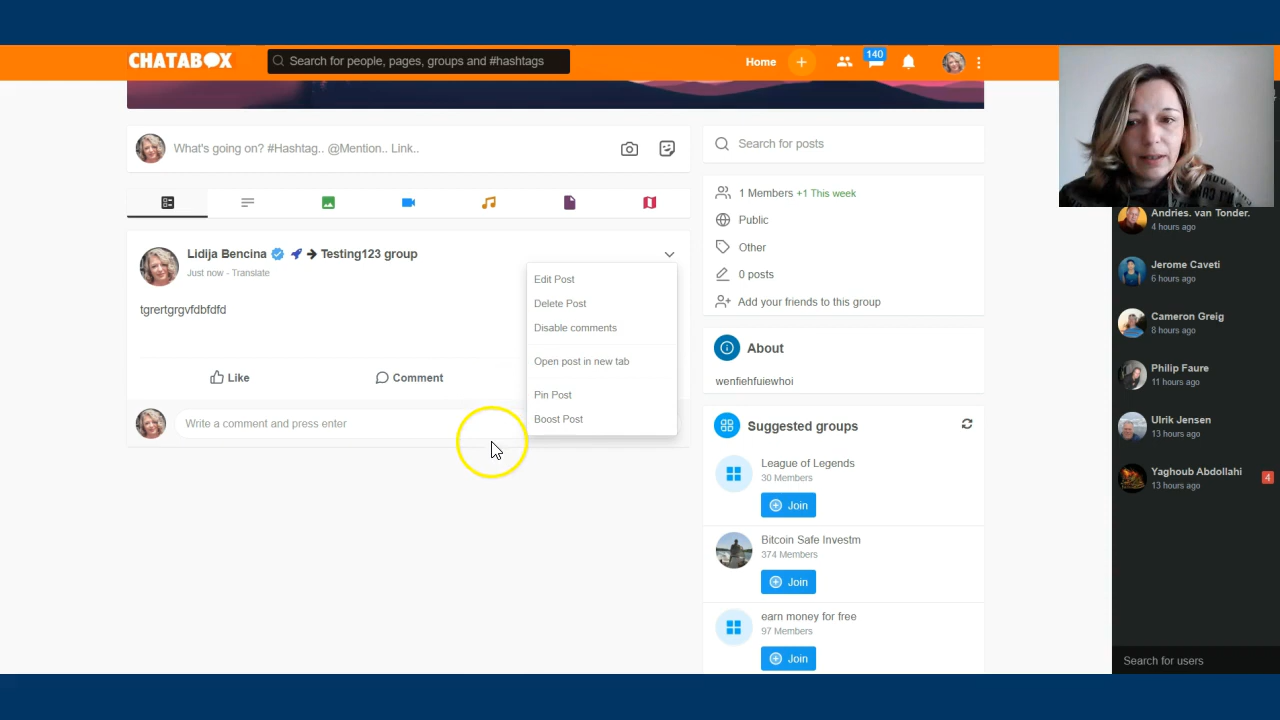 CHATABOX
Search for people, pages, groups and #hashtags
Home
140
What's going on? #Hashtag.. @Mention.. Link..
Search for posts
1 Members +1 This week
Public
Other
0 posts
Add your friends to this group
Lidija Bencina → Testing123 group
Just now - Translate
tgrertgrgvfdbfdfd
Like
Comment
Write a comment and press enter
Edit Post
Delete Post
Disable comments
Open post in new tab
Pin Post
Boost Post
About
wenfiehfuiewhoi
Suggested groups
League of Legends
30 Members
Join
Bitcoin Safe Investm
374 Members
Join
earn money for free
97 Members
Join
Andries. van Tonder.
4 hours ago
Jerome Caveti
6 hours ago
Cameron Greig
8 hours ago
Philip Faure
11 hours ago
Ulrik Jensen
13 hours ago
Yaghoub Abdollahi
13 hours ago
4
Search for users